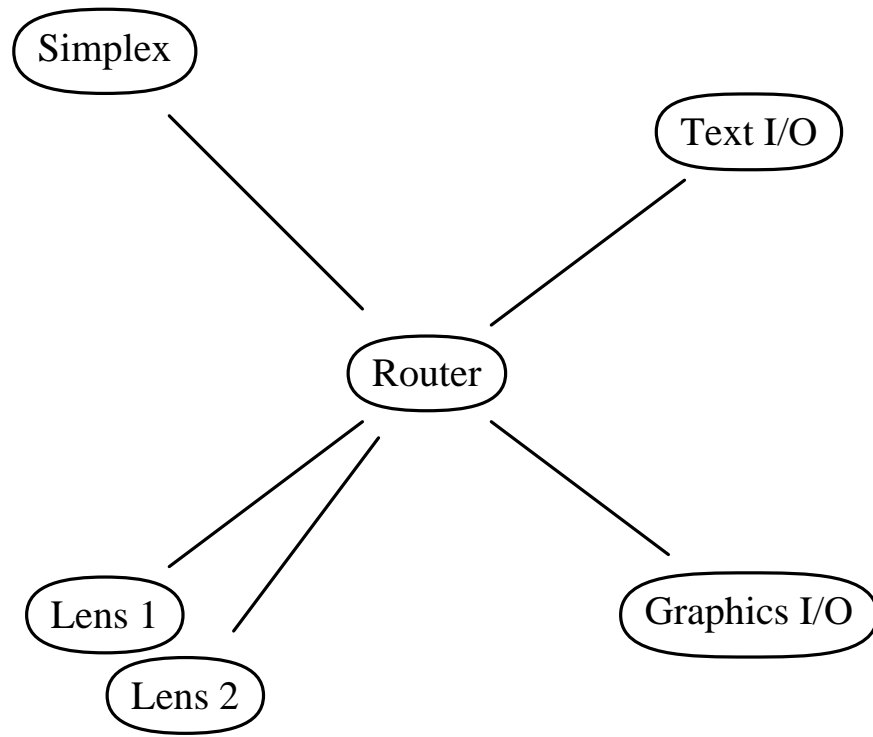 Simplex
Text I/O
Router
Lens 1
Graphics I/O
Lens 2